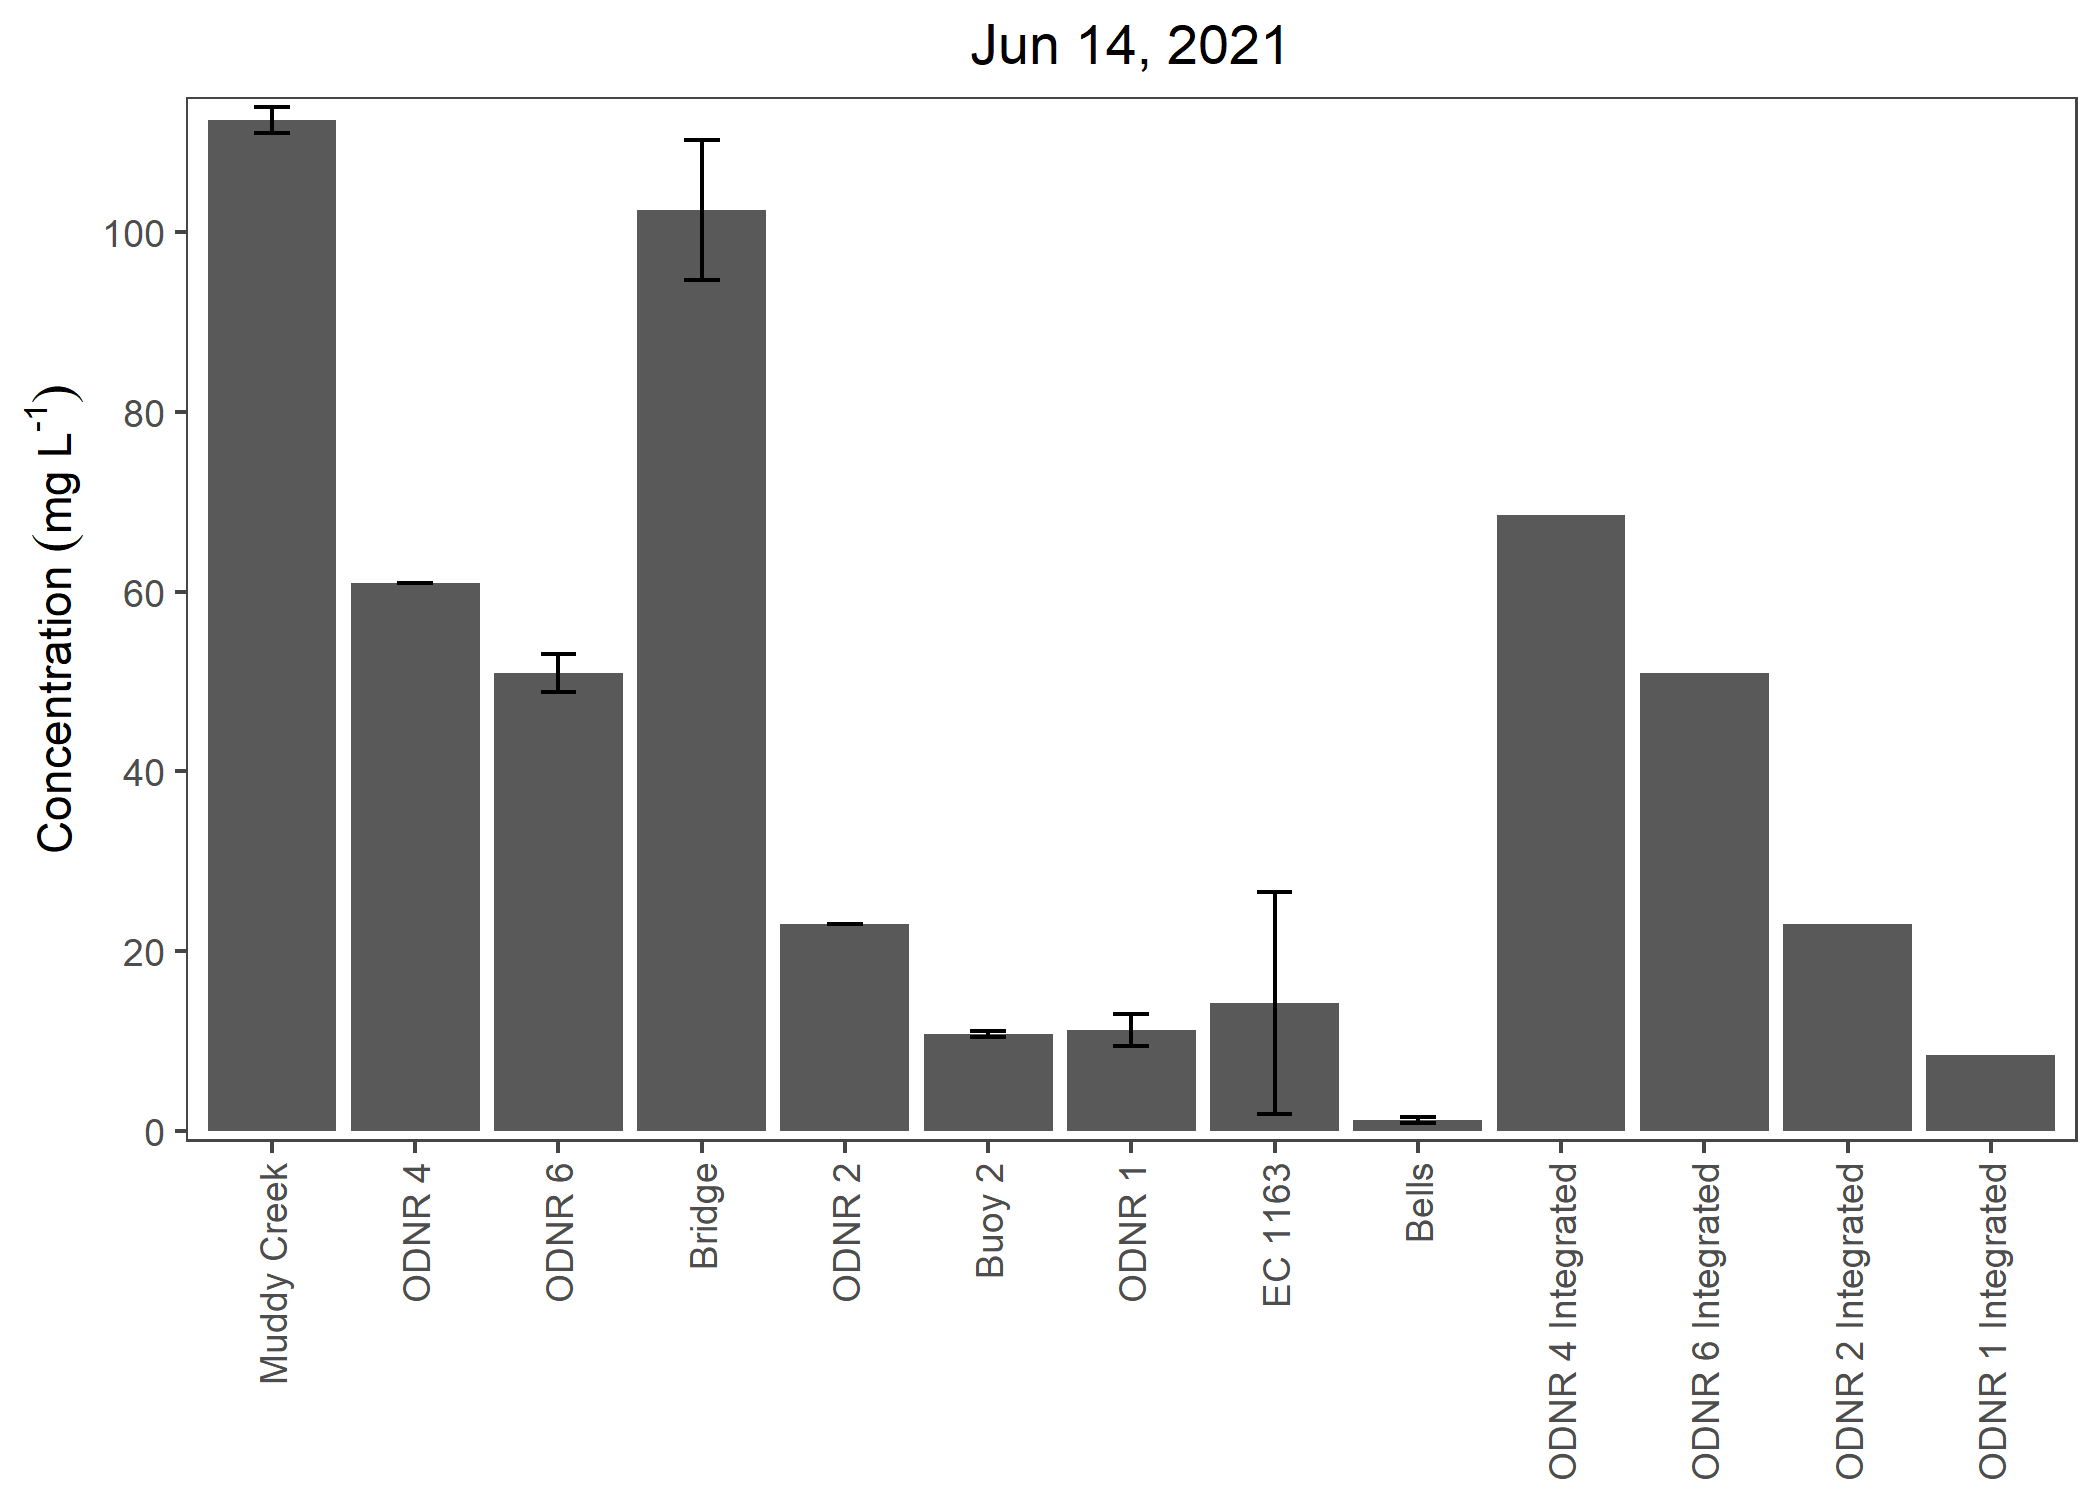 Jun 14, 2021
Concentration (mg L-1)
100
80
60
40
20
0
Muddy Creek
ODNR 4
ODNR 6
Bridge
ODNR 2
Buoy 2
ODNR 1
EC 1163
Bells
ODNR 4 Integrated
ODNR 6 Integrated
ODNR 2 Integrated
ODNR 1 Integrated